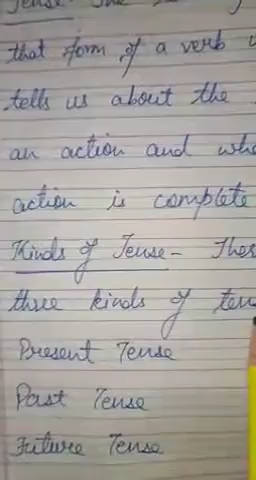 Tense
that form of a verb
tells us about the
an action and
action is complete
Kinds of Tense-
three kinds of
Present Tense
Past Tense
Future Tense